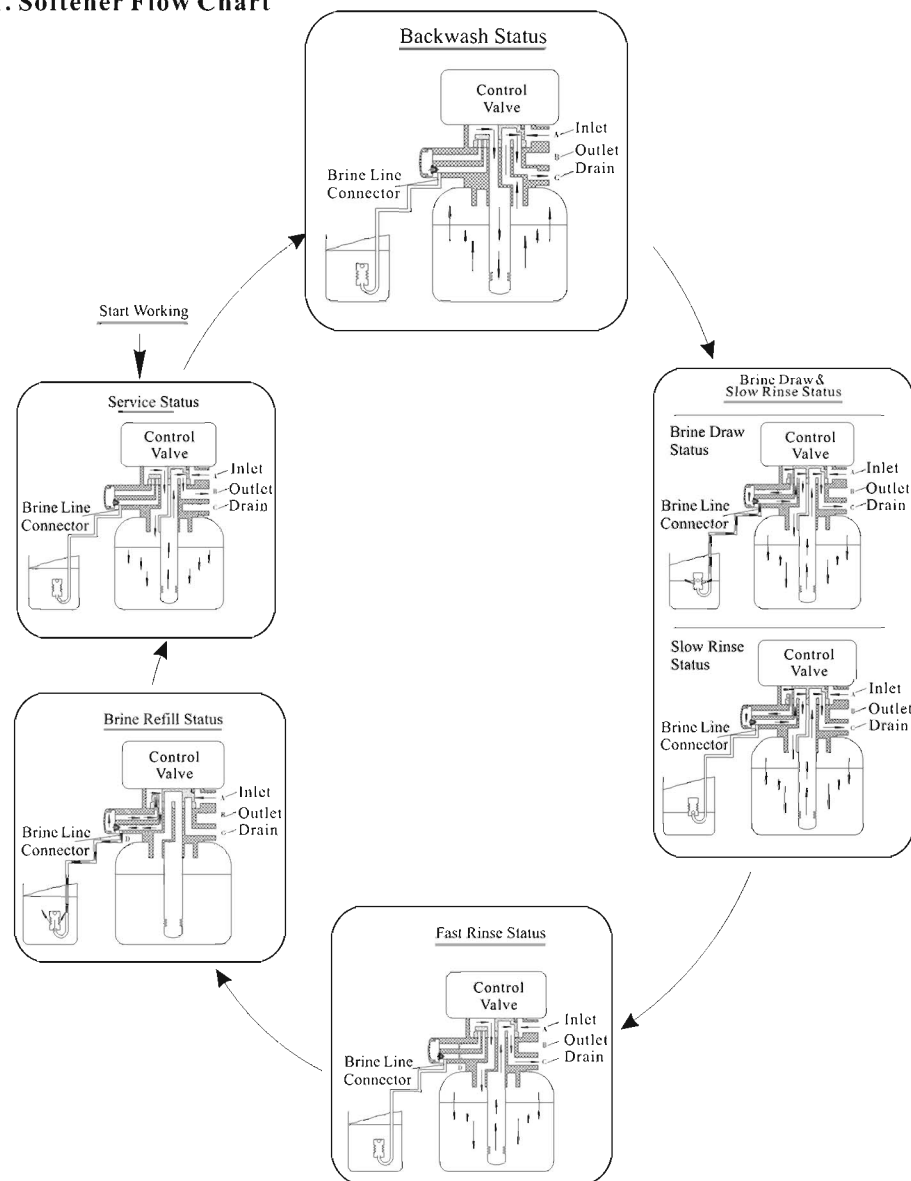 . Softener Flow Chart
Backwash Status
Control
Valve
A
Inlet
B
Outlet
C
Drain
Brine Line
Connector
Start Working
Service Status
Control
Valve
Inlet
B
Outlet
C
Drain
Brine Line
Connector
Brine Draw &
Slow Rinse Status
Brine Draw
Status
Control
Valve
A
Inlet
B
Outlet
C
Drain
Brine Line
Connector
Slow Rinse
Status
Control
Valve
A
Inlet
B
Outlet
C
Drain
Brine Line
Connector
Brine Refill Status
Control
Valve
A
Inlet
B
Outlet
Drain
Brine Line
Connector
D
Fast Rinse Status
Control
Valve
A
Inlet
B
Outlet
C
Drain
Brine Line
Connector
D